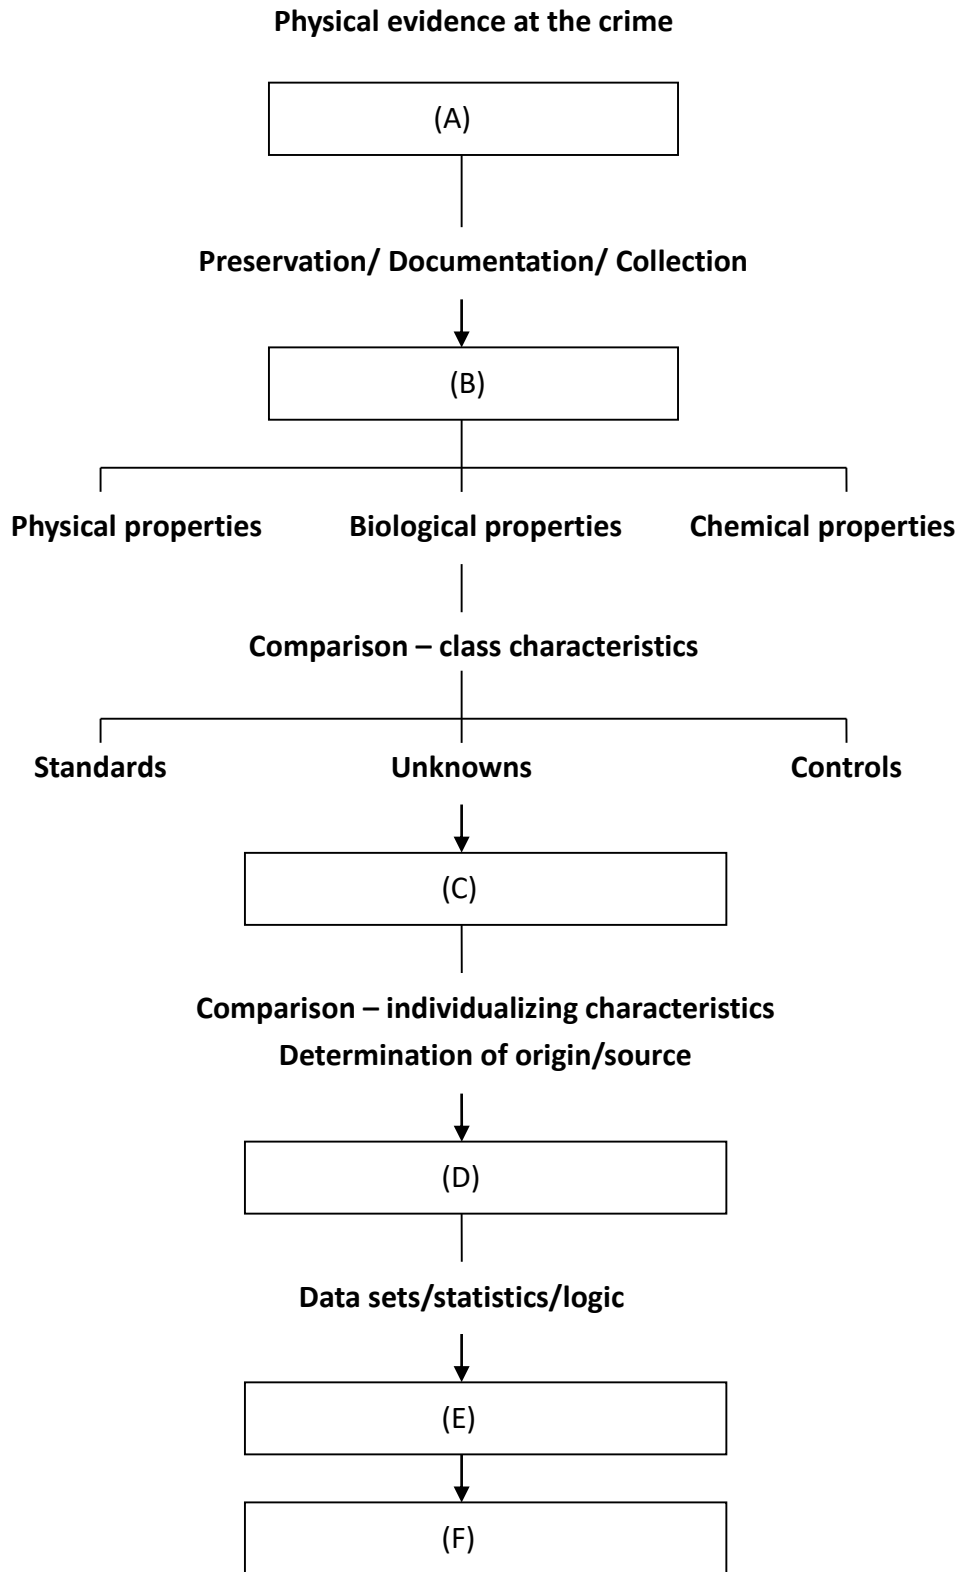 Physical evidence at the crime
(A)
Preservation/ Documentation/ Collection
(B)
Physical properties
Biological properties
Chemical properties
Comparison – class characteristics
Standards
Unknowns
Controls
(C)
Comparison – individualizing characteristics
Determination of origin/source
(D)
Data sets/statistics/logic
(E)
(F)